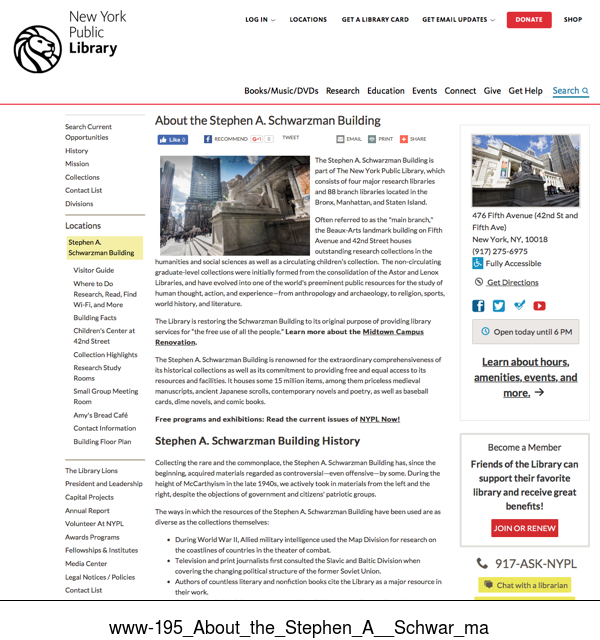 New York
Public
Library
LOG IN
LOCATIONS
GET A LIBRARY CARD
GET EMAIL UPDATES
DONATE
SHOP
Books/Music/DVDs Research Education Events Connect Give Get Help Search
Search Current
Opportunities
History
Mission
Collections
Contact List
Divisions
Locations
Stephen A.
Schwarzman Building
Visitor Guide
Where to Do
Research, Read, Find
Wi-Fi, and More
Building Facts
Children's Center at
42nd Street
Collection Highlights
Research Study
Rooms
Small Group Meeting
Room
Amy's Bread Café
Contact Information
Building Floor Plan
The Library Lions
President and Leadership
Capital Projects
Annual Report
Volunteer At NYPL
Awards Programs
Fellowships & Institutes
Media Center
Legal Notices / Policies
Contact List
About the Stephen A. Schwarzman Building
Like 0
RECOMMEND
G+1 0
TWEET
EMAIL
PRINT
SHARE
The Stephen A. Schwarzman Building is
part of The New York Public Library, which
consists of four major research libraries
and 88 branch libraries located in the
Bronx, Manhattan, and Staten Island.
Often referred to as the "main branch,"
the Beaux-Arts landmark building on Fifth
Avenue and 42nd Street houses
outstanding research collections in the
humanities and social sciences as well as a circulating children's collection. The non-circulating
graduate-level collections were initially formed from the consolidation of the Astor and Lenox
Libraries, and have evolved into one of the world's preeminent public resources for the study of
human thought, action, and experience—from anthropology and archaeology, to religion, sports,
world history, and literature.
The Library is restoring the Schwarzman Building to its original purpose of providing library
services for "the free use of all the people." Learn more about the Midtown Campus
Renovation.
The Stephen A. Schwarzman Building is renowned for the extraordinary comprehensiveness of
its historical collections as well as its commitment to providing free and equal access to its
resources and facilities. It houses some 15 million items, among them priceless medieval
manuscripts, ancient Japanese scrolls, contemporary novels and poetry, as well as baseball
cards, dime novels, and comic books.
Free programs and exhibitions: Read the current issues of NYPL Now!
Stephen A. Schwarzman Building History
Collecting the rare and the commonplace, the Stephen A. Schwarzman Building has, since the
beginning, acquired materials regarded as controversial—even offensive—by some. During the
height of McCarthyism in the late 1940s, we actively took in materials from the left and the
right, despite the objections of government and citizens' patriotic groups.
The ways in which the resources of the Stephen A. Schwarzman Building have been used are as
diverse as the collections themselves:
• During World War II, Allied military intelligence used the Map Division for research on
the coastlines of countries in the theater of combat.
• Television and print journalists first consulted the Slavic and Baltic Division when
covering the changing political structure of the former Soviet Union.
• Authors of countless literary and nonfiction books cite the Library as a major resource in
their work.
476 Fifth Avenue (42nd St and
Fifth Ave)
New York, NY, 10018
(917) 275-6975
Fully Accessible
Get Directions
Open today until 6 PM
Learn about hours,
amenities, events, and
more. →
Become a Member
Friends of the Library can
support their favorite
library and receive great
benefits!
JOIN OR RENEW
917-ASK-NYPL
Chat with a librarian
www-195_About_the_Stephen_A__Schwar_ma